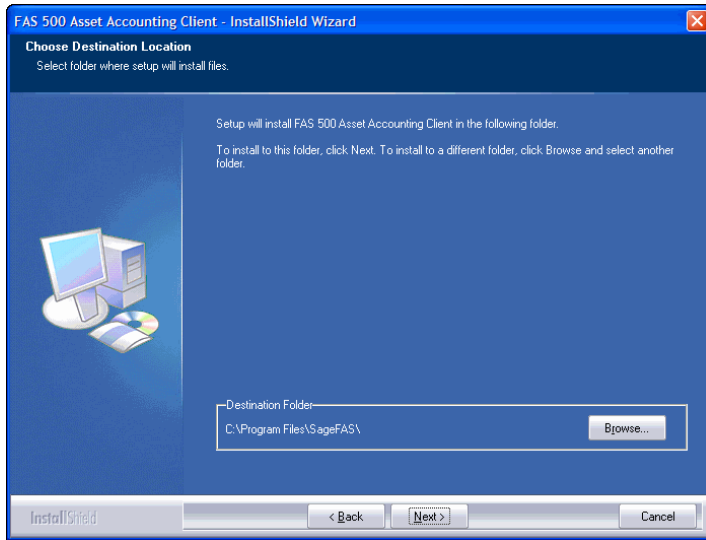 FAS 500 Asset Accounting Client - InstallShield Wizard
Choose Destination Location
Select folder where setup will install files.
Setup will install FAS 500 Asset Accounting Client in the following folder.
To install to this folder, click Next. To install to a different folder, click Browse and select another
folder.
Destination Folder
C:\Program Files\SageFAS\
Browse...
InstallShield
< Back
Next >
Cancel